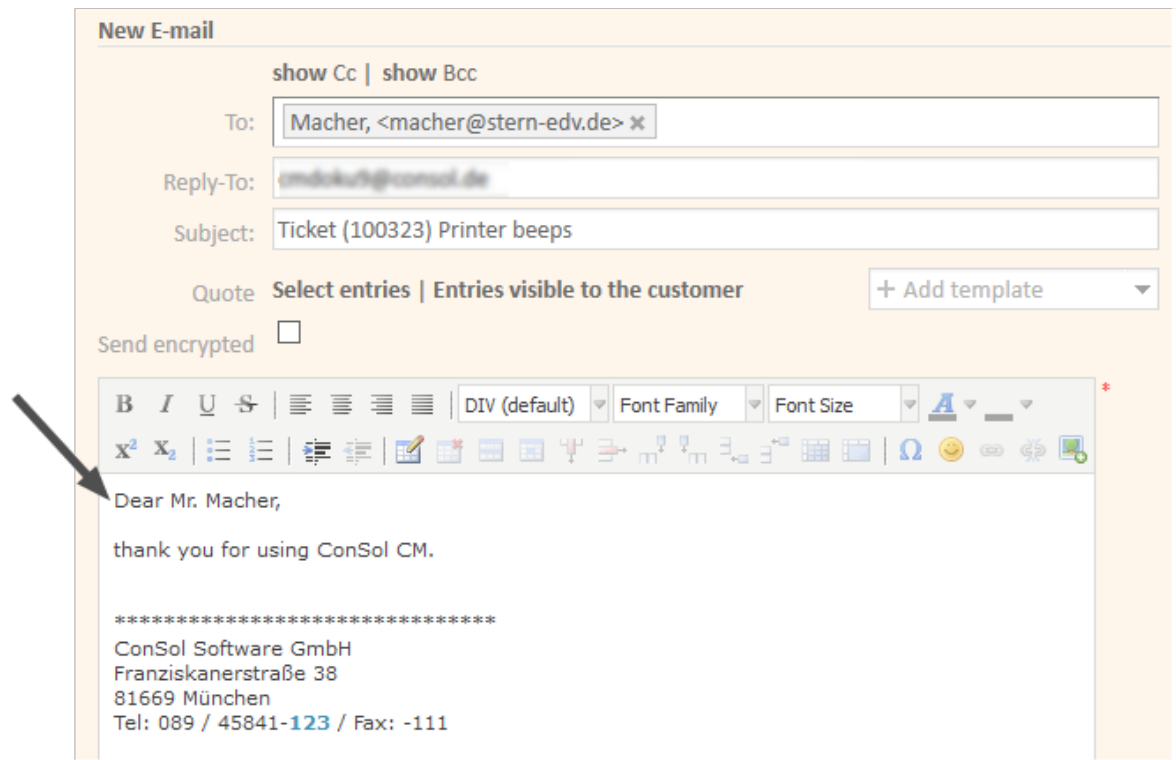 New E-mail
show Cc | show Bcc
To: Macher, <macher@stern-edv.de> ×
Reply-To:
Subject: Ticket (100323) Printer beeps
Quote Select entries | Entries visible to the customer + Add template
Send encrypted
B I U S DIV (default) Font Family Font Size A *
x² x₂ Ω
Dear Mr. Macher,
thank you for using ConSol CM.
*******************************
ConSol Software GmbH
Franziskanerstraße 38
81669 München
Tel: 089 / 45841-123 / Fax: -111